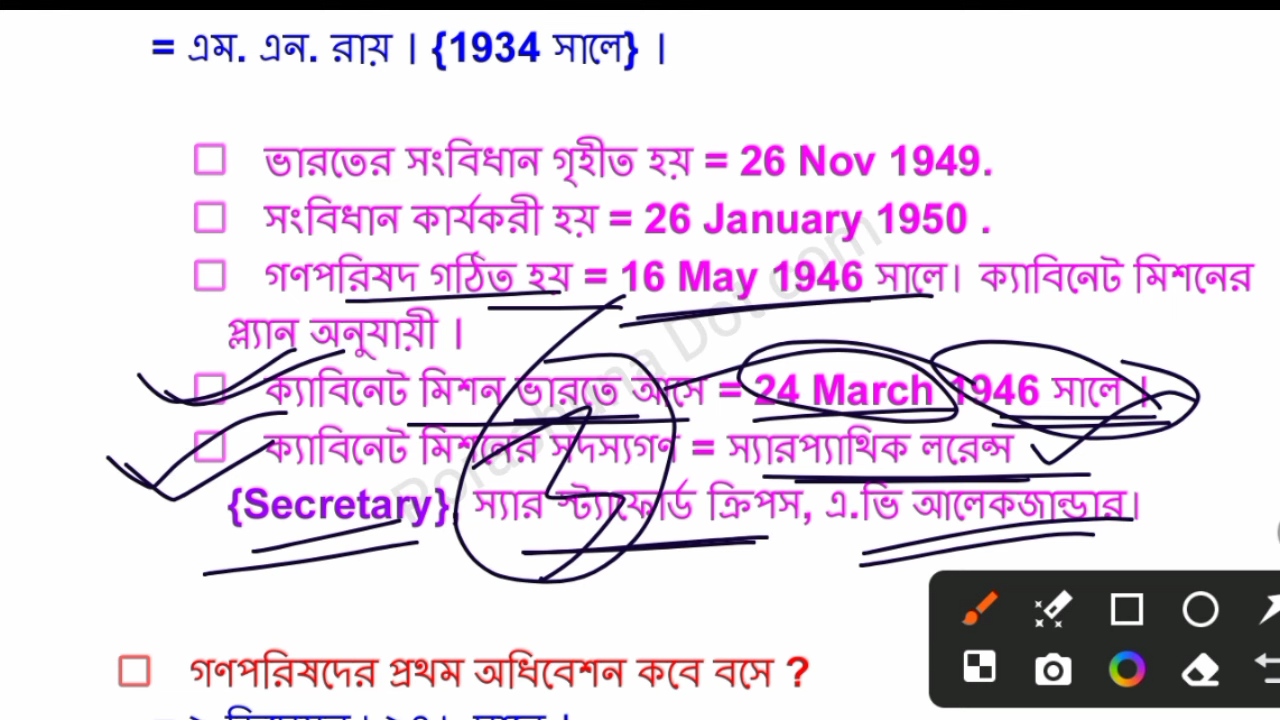 = এম. এন. রায় । {1934 সালে} ।
☐ ভারতের সংবিধান গৃহীত হয় = 26 Nov 1949.
☐ সংবিধান কার্যকরী হয় = 26 January 1950 .
☐ গণপরিষদ গঠিত হয় = 16 May 1946 সালে। ক্যাবিনেট মিশনের
প্ল্যান অনুযায়ী ।
☐ ক্যাবিনেট মিশন ভারতে আসে = 24 March 1946 সালে ।
☐ ক্যাবিনেট মিশনের সদস্যগণ = স্যারপ্যাথিক লরেন্স
{Secretary}, স্যার স্ট্যাফোর্ড ক্রিপস, এ.ভি আলেকজান্ডার।
☐ গণপরিষদের প্রথম অধিবেশন কবে বসে ?